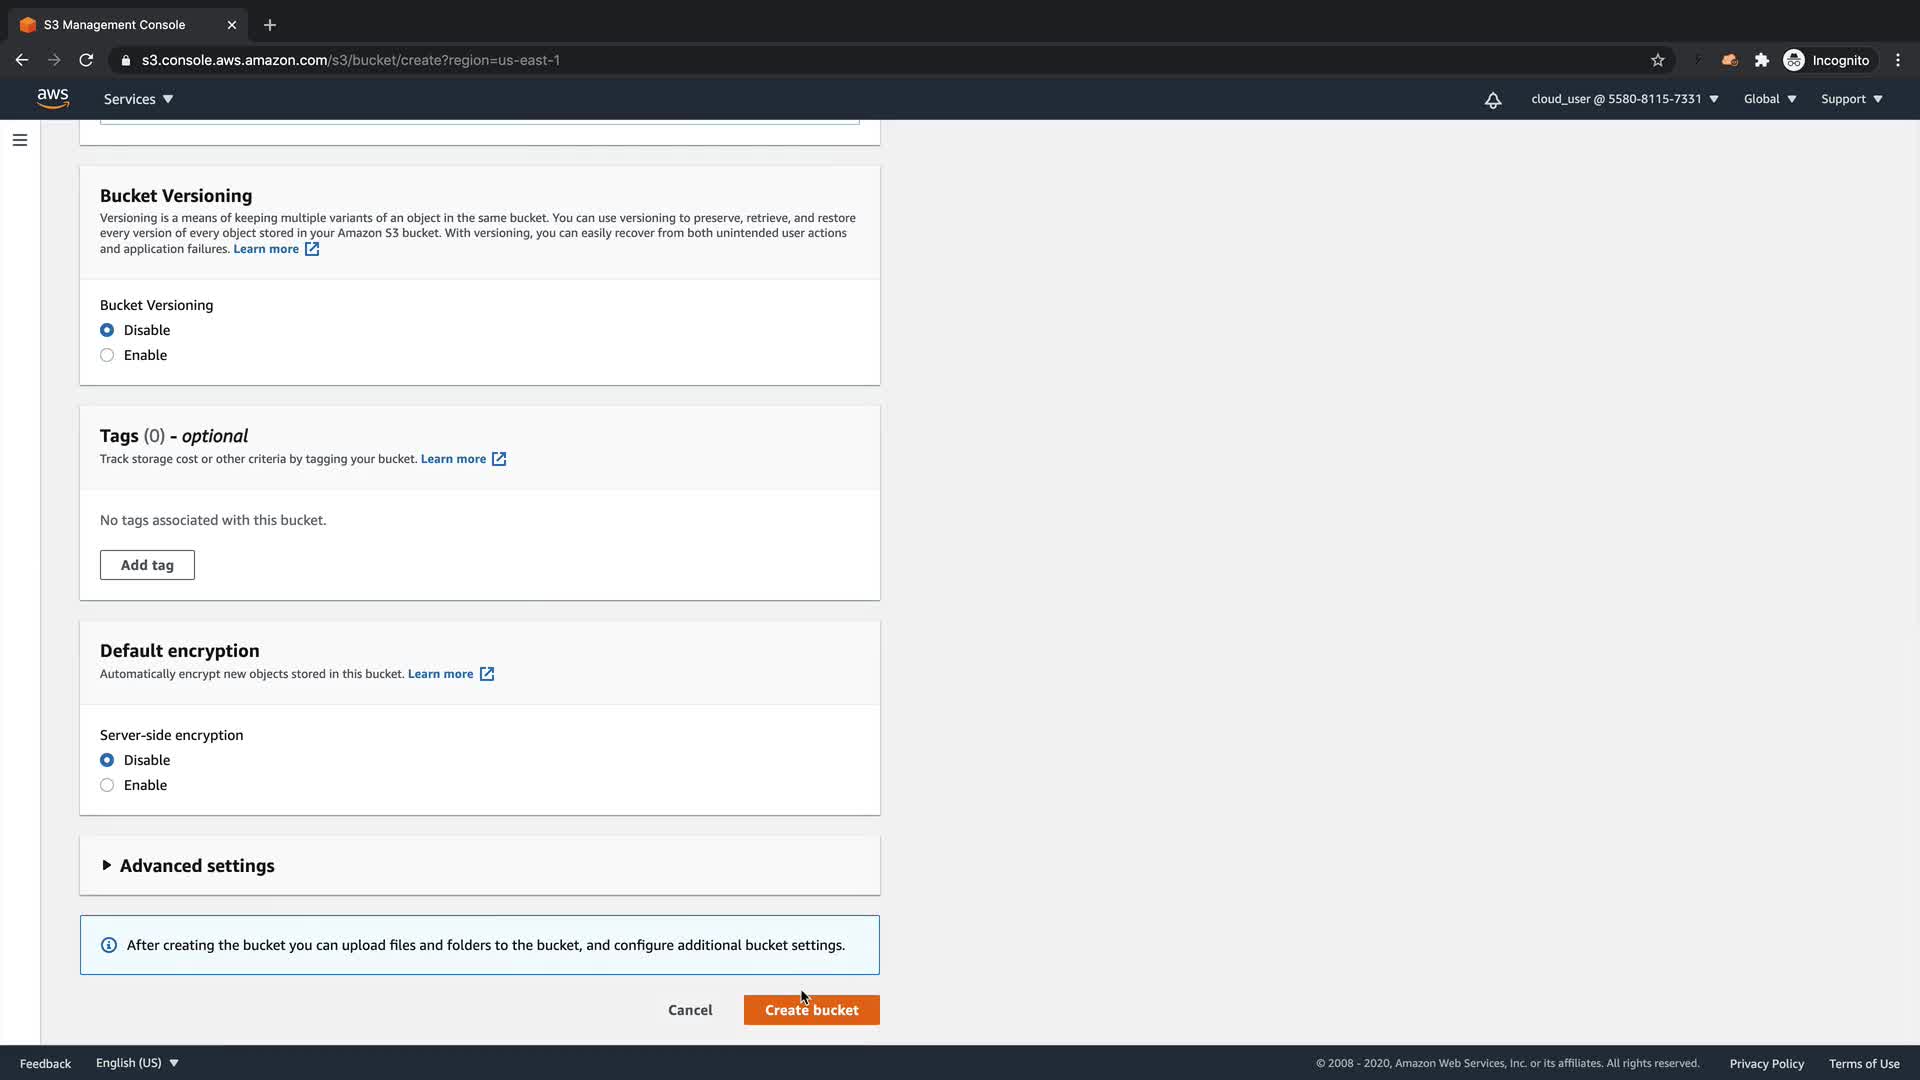 S3 Management Console
s3.console.aws.amazon.com/s3/bucket/create?region=us-east-1
Incognito
aws
Services
cloud_user @ 5580-8115-7331
Global
Support
Bucket Versioning
Versioning is a means of keeping multiple variants of an object in the same bucket. You can use versioning to preserve, retrieve, and restore
every version of every object stored in your Amazon S3 bucket. With versioning, you can easily recover from both unintended user actions
and application failures. Learn more
Bucket Versioning
Disable
Enable
Tags (0) - optional
Track storage cost or other criteria by tagging your bucket. Learn more
No tags associated with this bucket.
Add tag
Default encryption
Automatically encrypt new objects stored in this bucket. Learn more
Server-side encryption
Disable
Enable
Advanced settings
After creating the bucket you can upload files and folders to the bucket, and configure additional bucket settings.
Cancel
Create bucket
Feedback
English (US)
© 2008 - 2020, Amazon Web Services, Inc. or its affiliates. All rights reserved.
Privacy Policy
Terms of Use